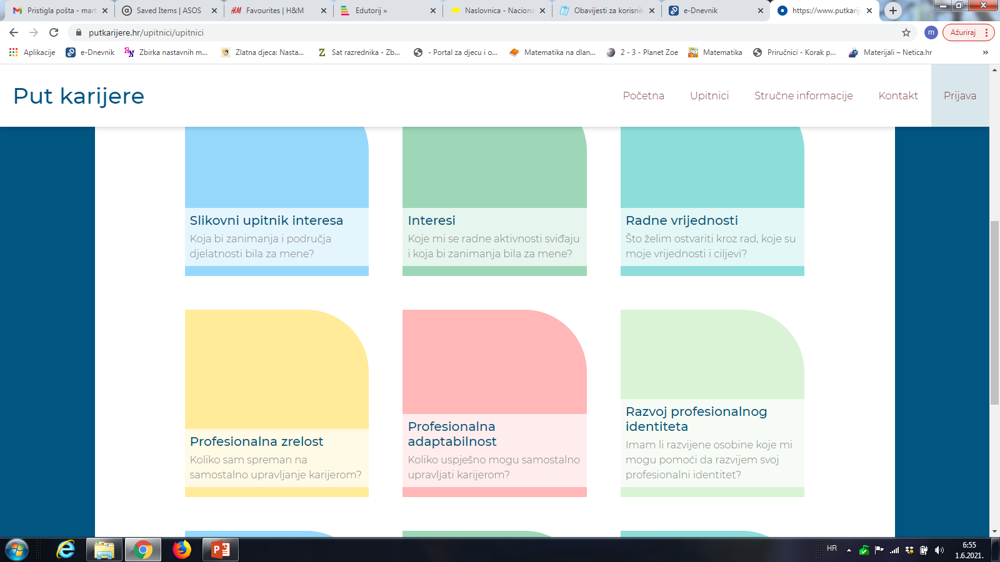 Pristigla pošta - mart
Saved Items | ASOS
Favourites | H&M
Edutorij »
Naslovnica - Naciona
Obavijesti za korisnik
e-Dnevnik
https://www.putkarij
putkarijere.hr/upitnici/upitnici
m
Ažuriraj
Aplikacije
e-Dnevnik
Zbirka nastavnih m...
Zlatna djeca: Nasta...
Sat razrednika - Zb...
- Portal za djecu i o...
Matematika na dlan...
2 - 3 - Planet Zoe
Matematika
Priručnici - Korak p...
Materijali – Netica.hr
»
Put karijere
Početna
Upitnici
Stručne informacije
Kontakt
Prijava
Slikovni upitnik interesa
Koja bi zanimanja i područja
djelatnosti bila za mene?
Interesi
Koje mi se radne aktivnosti sviđaju
i koja bi zanimanja bila za mene?
Radne vrijednosti
Što želim ostvariti kroz rad, koje su
moje vrijednosti i ciljevi?
Profesionalna zrelost
Koliko sam spreman na
samostalno upravljanje karijerom?
Profesionalna
adaptabilnost
Koliko uspješno mogu samostalno
upravljati karijerom?
Razvoj profesionalnog
identiteta
Imam li razvijene osobine koje mi
mogu pomoći da razvijem svoj
profesionalni identitet?
HR
6:55
1.6.2021.